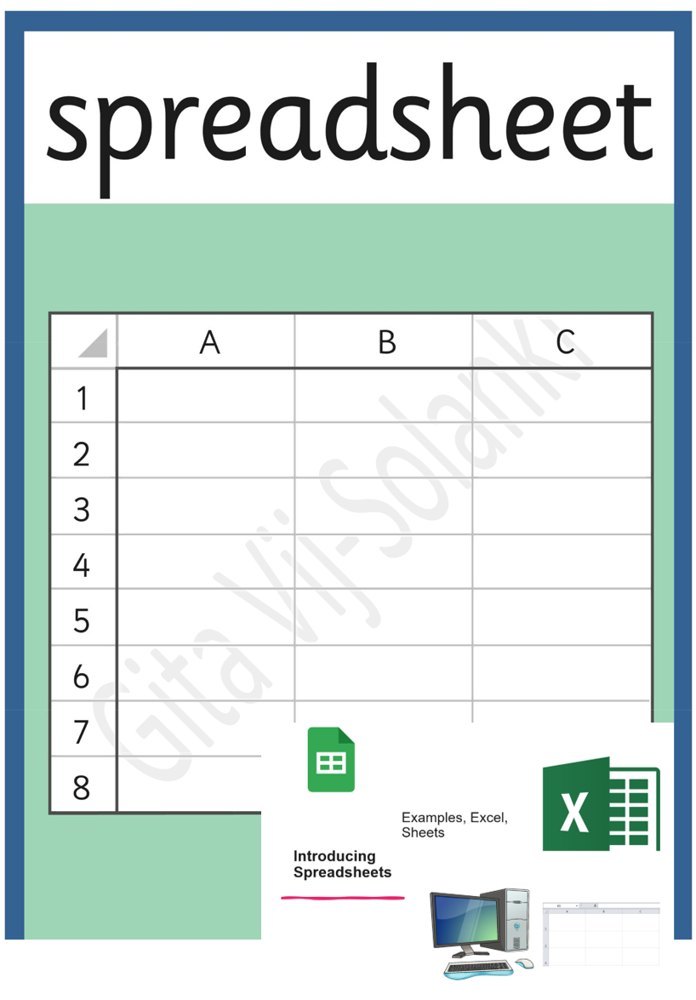 spreadsheet
A B C
1
2
3
4
5
6
7
8
Gita Vij-Solanki
Examples, Excel,
Sheets
Introducing
Spreadsheets
X